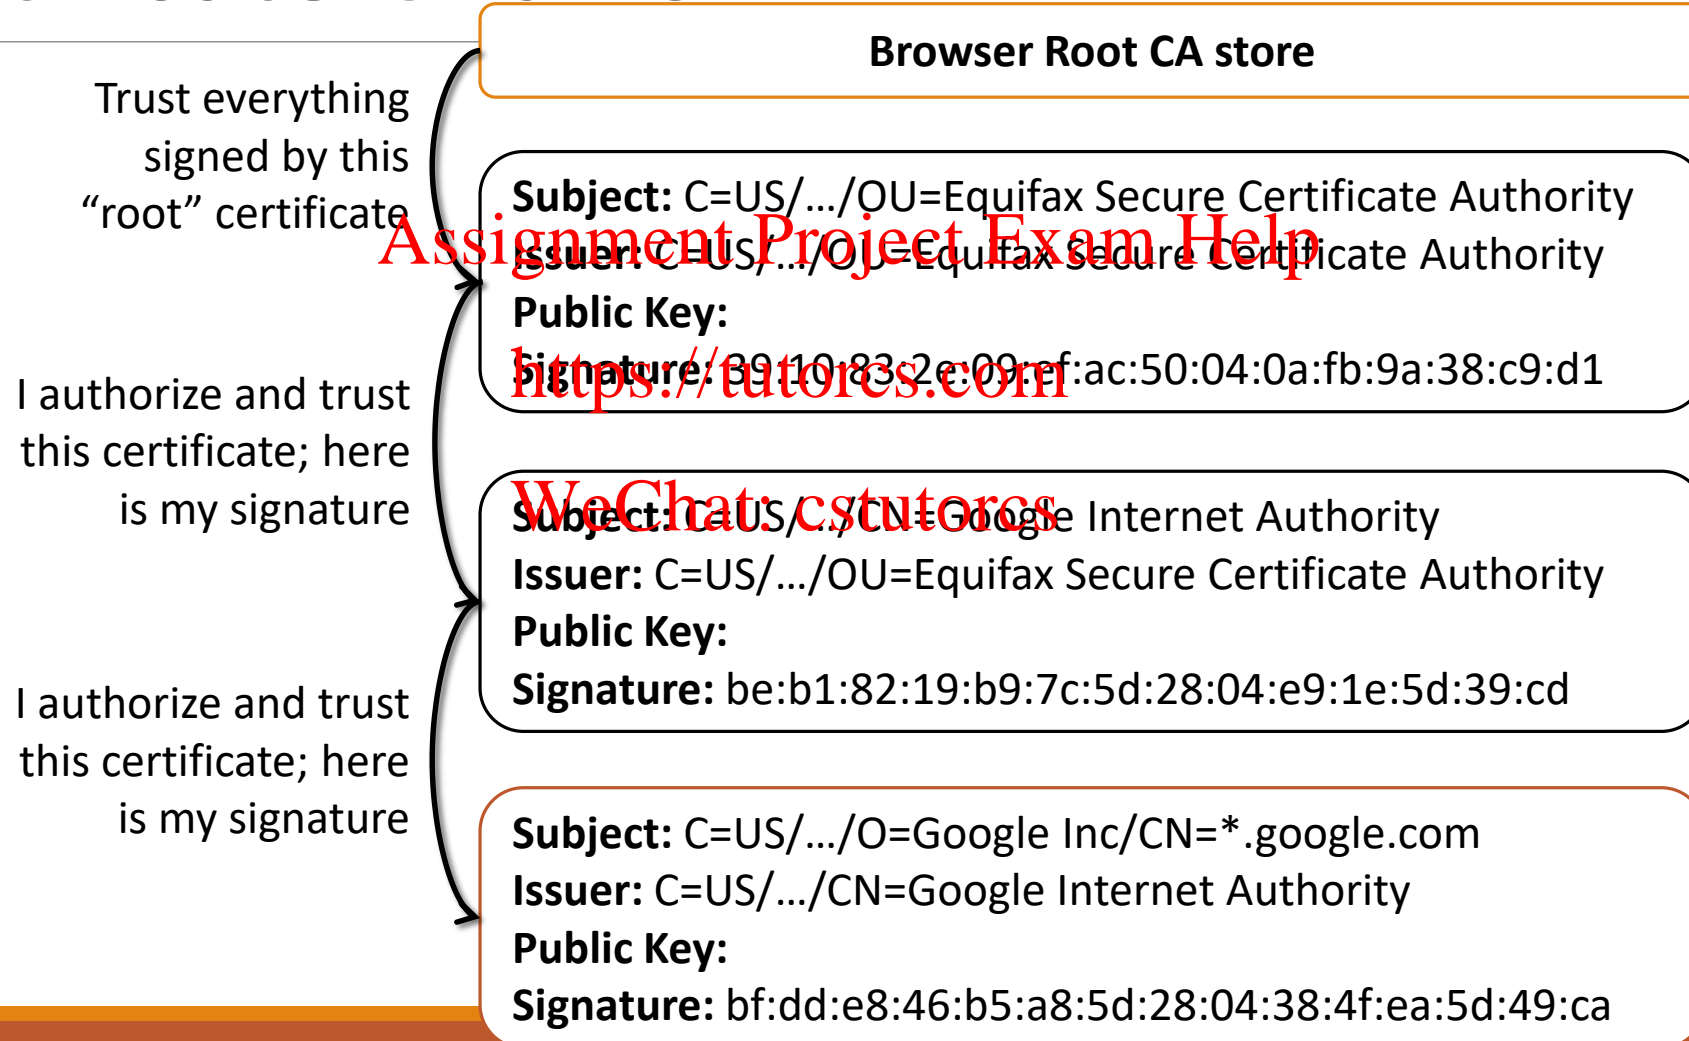 Browser Root CA store
Trust everything
signed by this
“root” certificate
Subject: C=US/…/OU=Equifax Secure Certificate Authority
Issuer: C=US/…/OU=Equifax Secure Certificate Authority
Assignment Project Exam Help
Public Key:
Signature: 39:10:83:2e:09:ef:ac:50:04:0a:fb:9a:38:c9:d1
https://tutorcs.com
I authorize and trust
this certificate; here
is my signature
Subject: C=US/…/CN=Google Internet Authority
WeChat: cstutorcs
Issuer: C=US/…/OU=Equifax Secure Certificate Authority
Public Key:
Signature: be:b1:82:19:b9:7c:5d:28:04:e9:1e:5d:39:cd
I authorize and trust
this certificate; here
is my signature
Subject: C=US/…/O=Google Inc/CN=*.google.com
Issuer: C=US/…/CN=Google Internet Authority
Public Key:
Signature: bf:dd:e8:46:b5:a8:5d:28:04:38:4f:ea:5d:49:ca